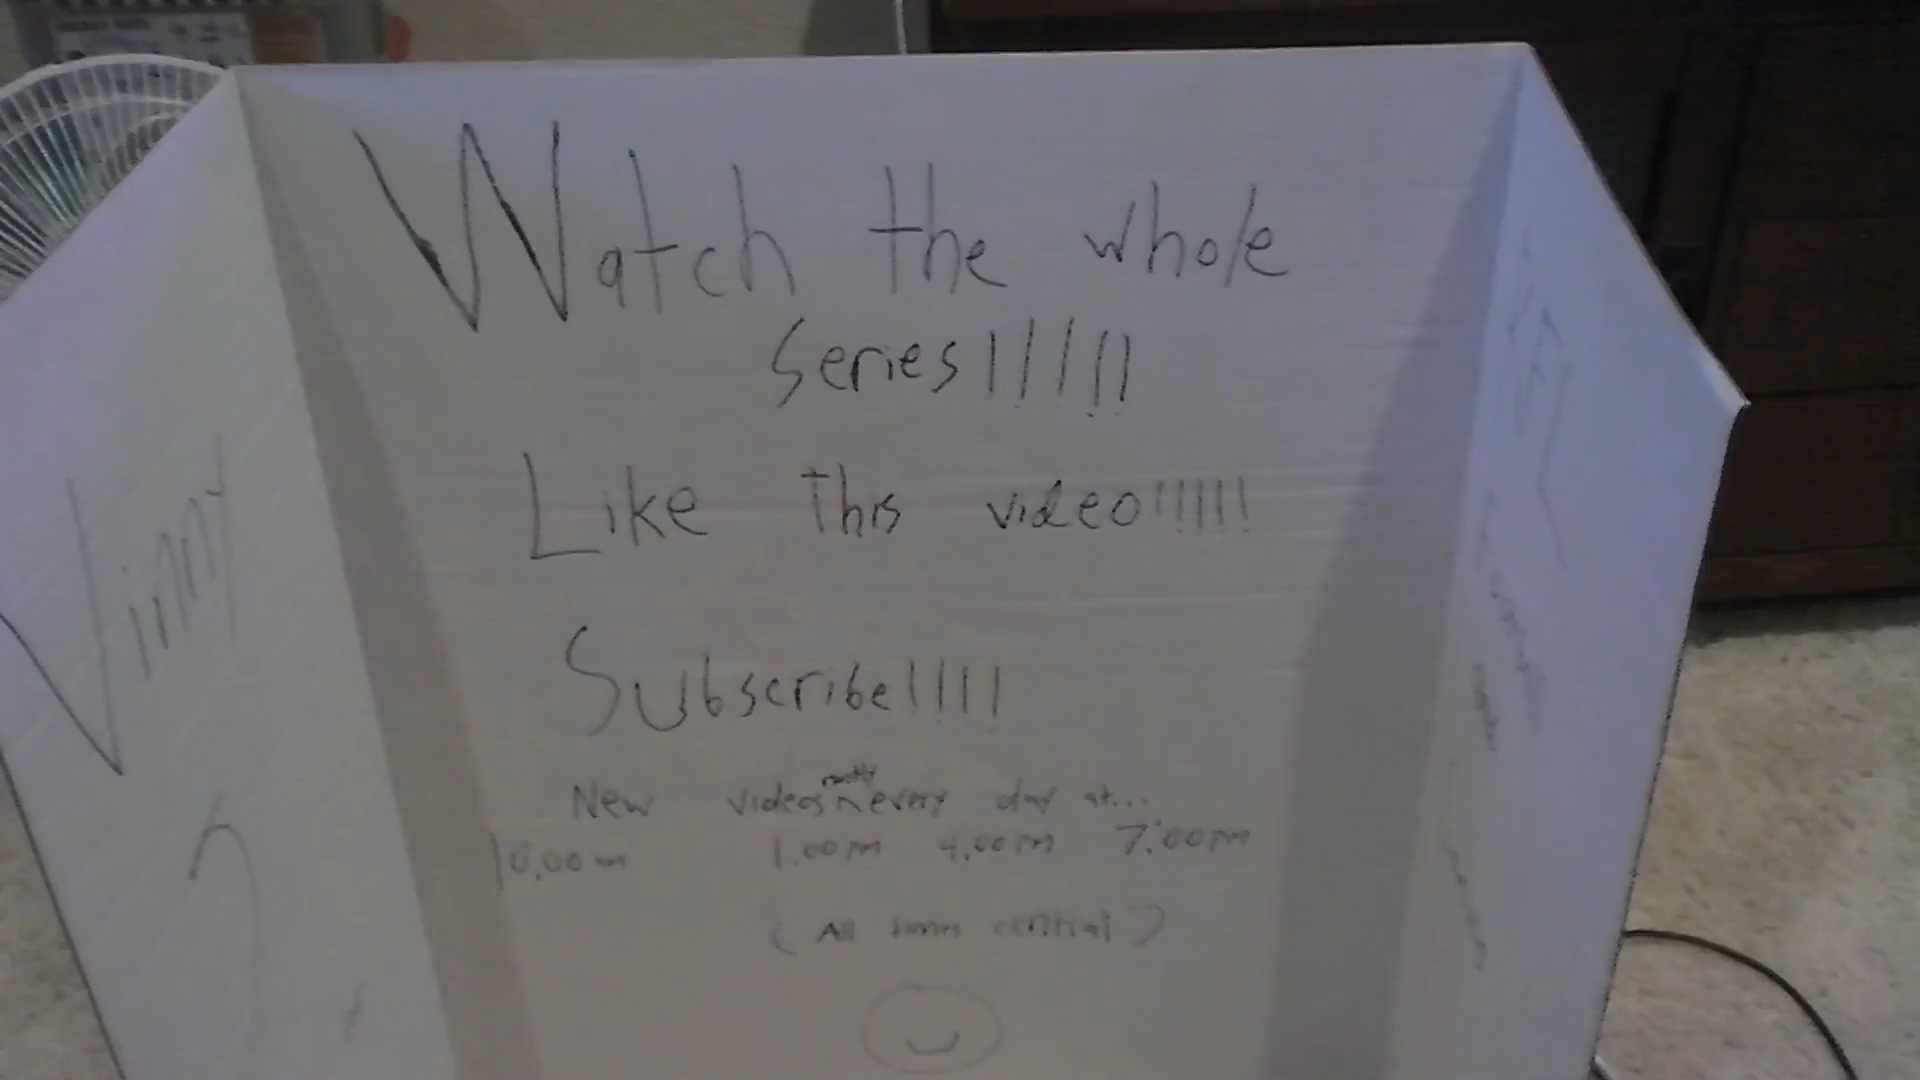 Watch the whole
series!!!!!
Like this video!!!!!!
Subscribe!!!!
New videos mostly every day at...
10:00am 1:00pm 4:00pm 7:00pm
(All times central)
Vinny